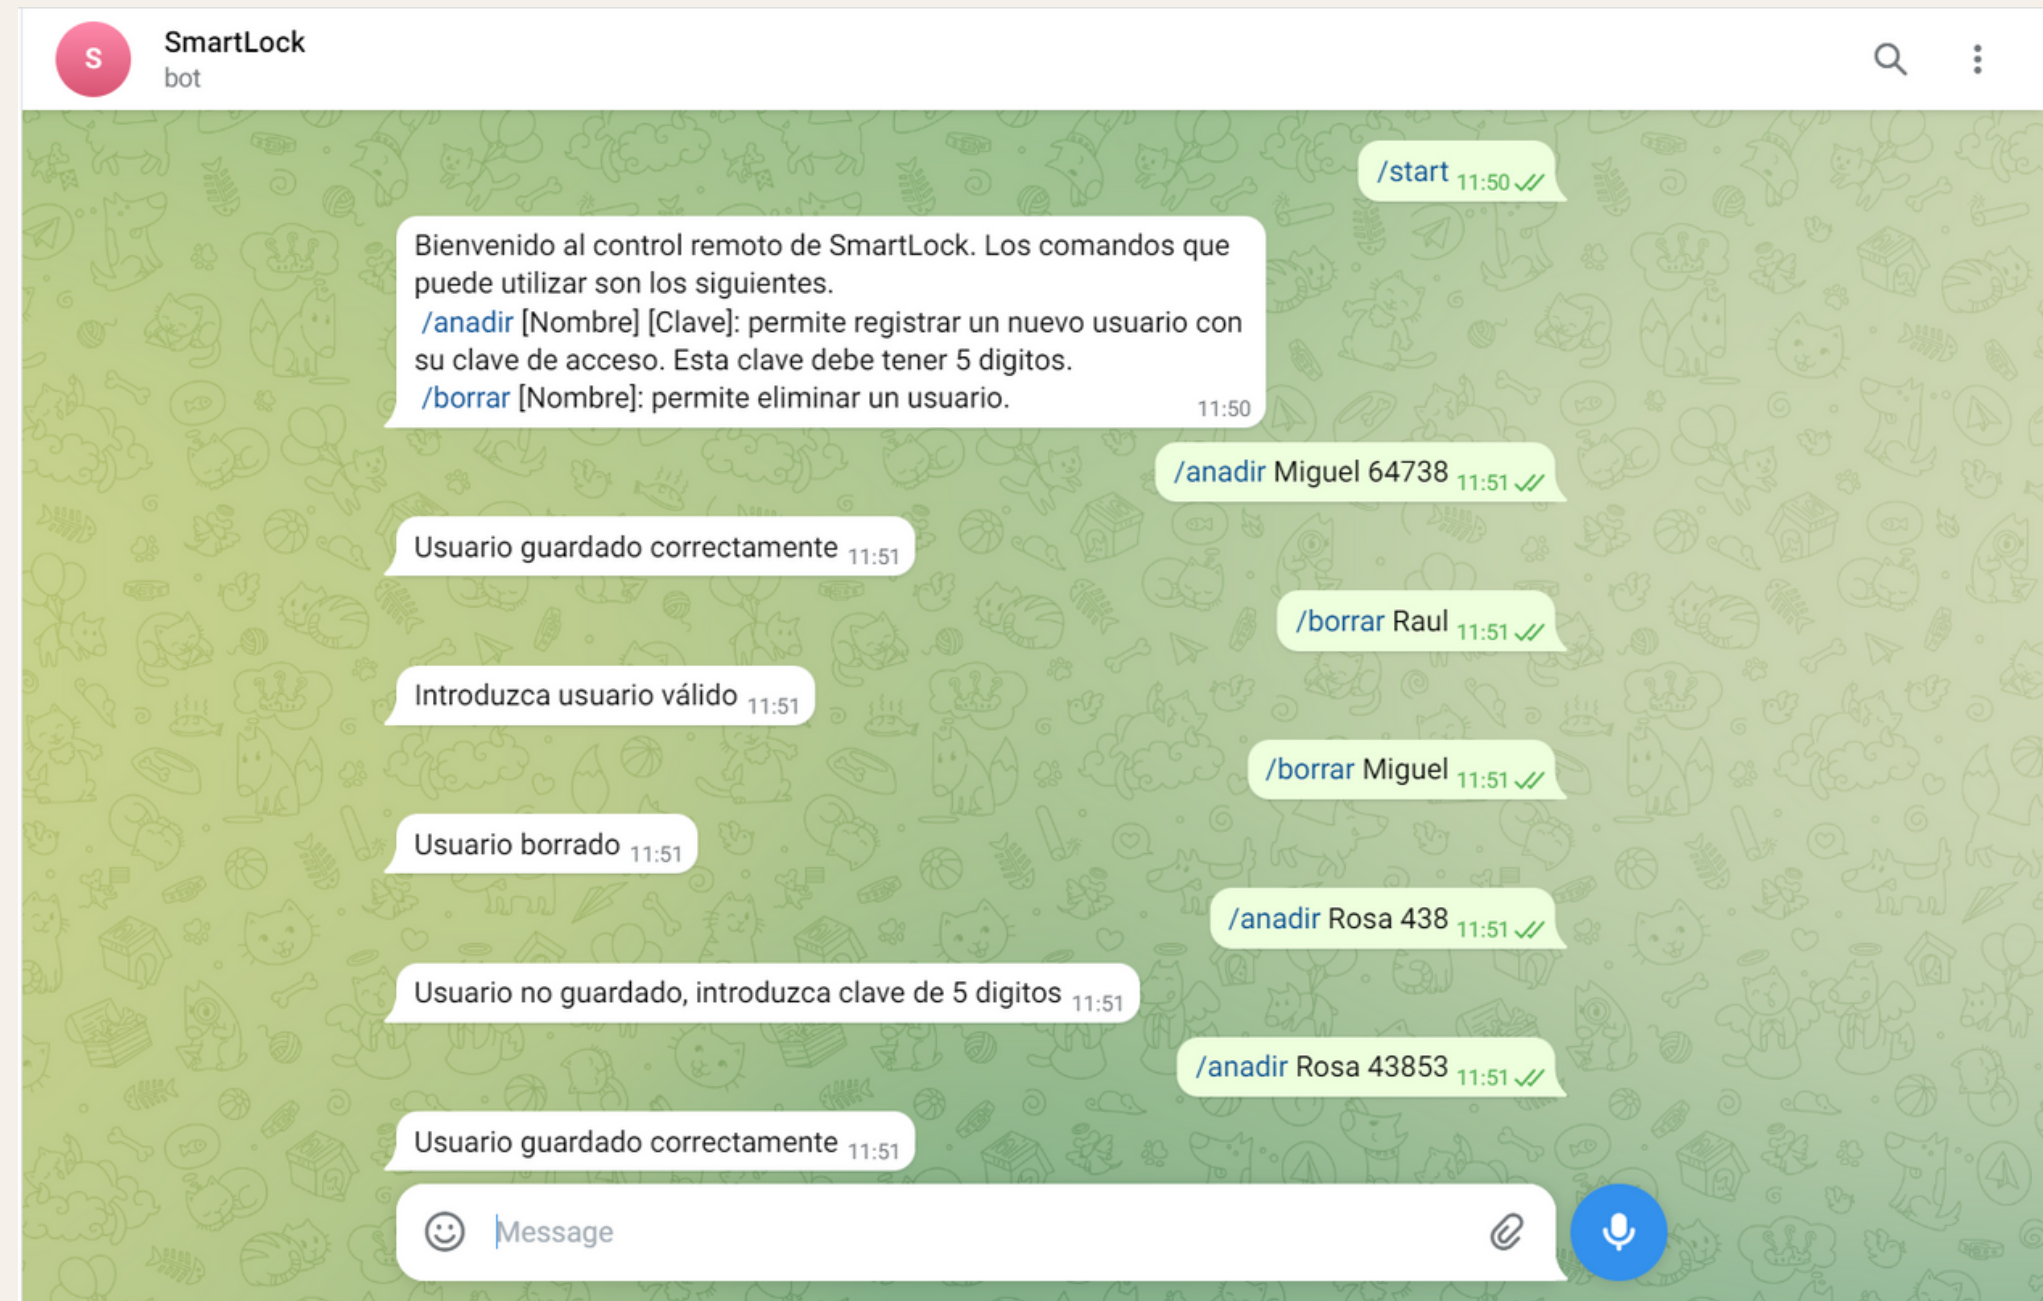 S
SmartLock
bot
/start 11:50
Bienvenido al control remoto de SmartLock. Los comandos que
puede utilizar son los siguientes.
/anadir [Nombre] [Clave]: permite registrar un nuevo usuario con
su clave de acceso. Esta clave debe tener 5 digitos.
/borrar [Nombre]: permite eliminar un usuario.
11:50
/anadir Miguel 64738 11:51
Usuario guardado correctamente 11:51
/borrar Raul 11:51
Introduzca usuario válido 11:51
/borrar Miguel 11:51
Usuario borrado 11:51
/anadir Rosa 438 11:51
Usuario no guardado, introduzca clave de 5 digitos 11:51
/anadir Rosa 43853 11:51
Usuario guardado correctamente 11:51
Message